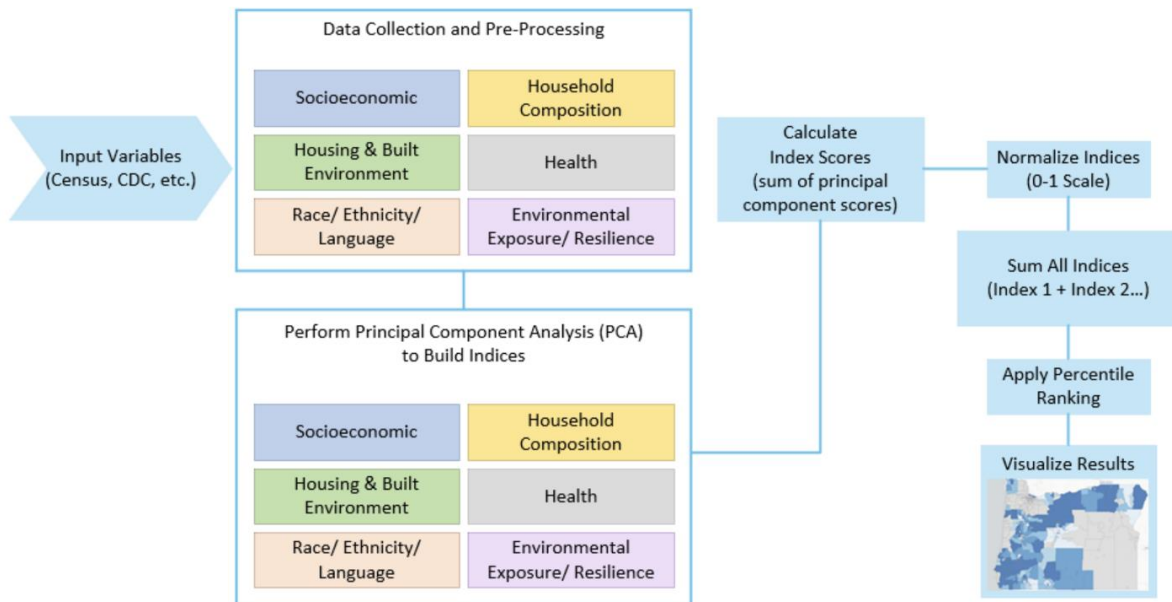 Input Variables
(Census, CDC, etc.)
Data Collection and Pre-Processing
Socioeconomic
Household
Composition
Housing & Built
Environment
Health
Race/ Ethnicity/
Language
Environmental
Exposure/ Resilience
Perform Principal Component Analysis (PCA)
to Build Indices
Socioeconomic
Household
Composition
Housing & Built
Environment
Health
Race/ Ethnicity/
Language
Environmental
Exposure/ Resilience
Calculate
Index Scores
(sum of principal
component scores)
Normalize Indices
(0-1 Scale)
Sum All Indices
(Index 1 + Index 2...)
Apply Percentile
Ranking
Visualize Results